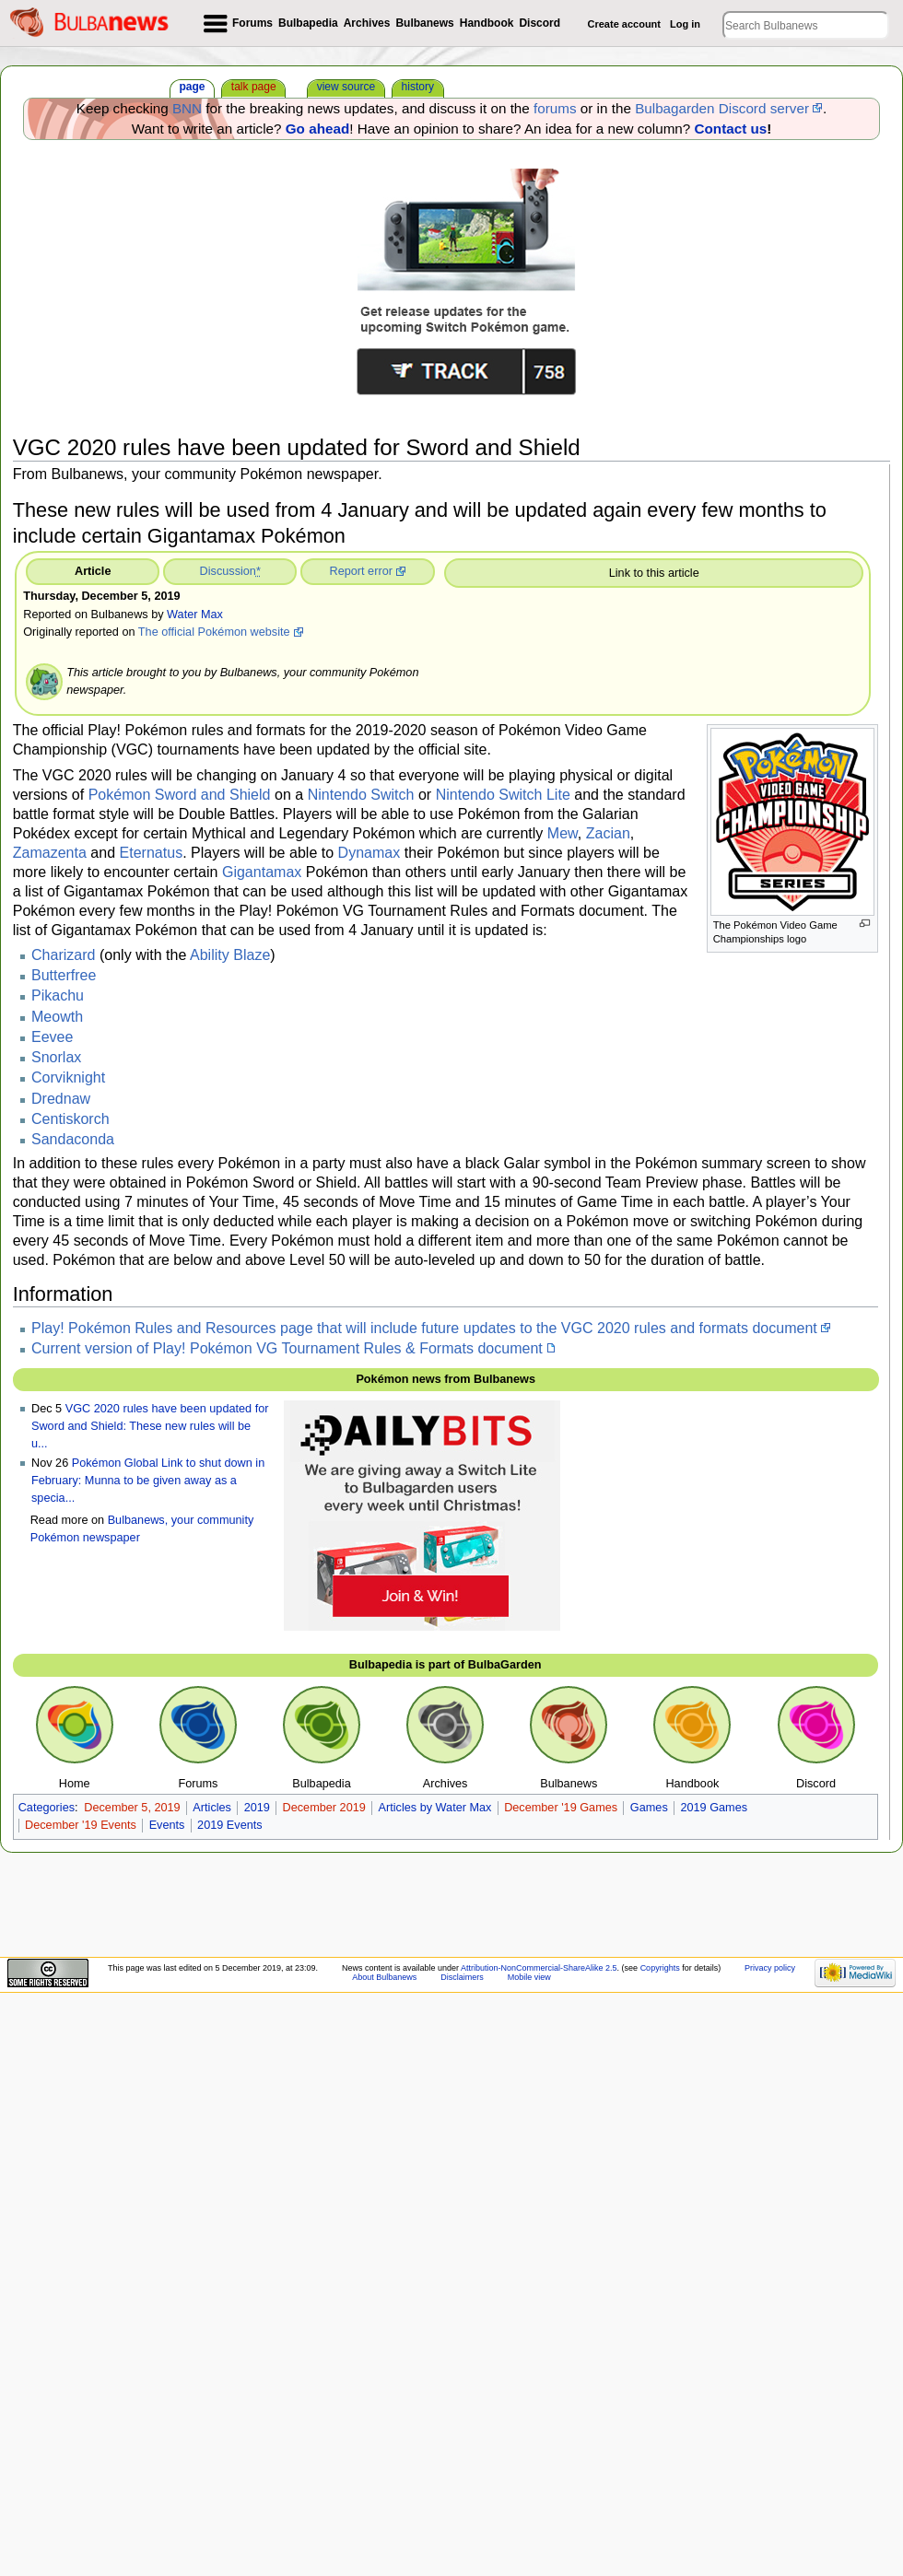 BULBAnews
Forums Bulbapedia Archives Bulbanews Handbook Discord
Create account Log in
Search Bulbanews
page talk page view source history
Keep checking BNN for the breaking news updates, and discuss it on the forums or in the Bulbagarden Discord server.
Want to write an article? Go ahead! Have an opinion to share? An idea for a new column? Contact us!
Get release updates for the
upcoming Switch Pokémon game.
TRACK 758
VGC 2020 rules have been updated for Sword and Shield
From Bulbanews, your community Pokémon newspaper.
These new rules will be used from 4 January and will be updated again every few months to
include certain Gigantamax Pokémon
Article Discussion* Report error Link to this article
Thursday, December 5, 2019
Reported on Bulbanews by Water Max
Originally reported on The official Pokémon website
This article brought to you by Bulbanews, your community Pokémon
newspaper.
The official Play! Pokémon rules and formats for the 2019-2020 season of Pokémon Video Game
Championship (VGC) tournaments have been updated by the official site.
The VGC 2020 rules will be changing on January 4 so that everyone will be playing physical or digital
versions of Pokémon Sword and Shield on a Nintendo Switch or Nintendo Switch Lite and the standard
battle format style will be Double Battles. Players will be able to use Pokémon from the Galarian
Pokédex except for certain Mythical and Legendary Pokémon which are currently Mew, Zacian,
Zamazenta and Eternatus. Players will be able to Dynamax their Pokémon but since players will be
more likely to encounter certain Gigantamax Pokémon than others until early January then there will be
a list of Gigantamax Pokémon that can be used although this list will be updated with other Gigantamax
Pokémon every few months in the Play! Pokémon VG Tournament Rules and Formats document. The
list of Gigantamax Pokémon that can be used from 4 January until it is updated is:
POKÉMON
VIDEO GAME
CHAMPIONSHIP
SERIES
The Pokémon Video Game
Championships logo
Charizard (only with the Ability Blaze)
Butterfree
Pikachu
Meowth
Eevee
Snorlax
Corviknight
Drednaw
Centiskorch
Sandaconda
In addition to these rules every Pokémon in a party must also have a black Galar symbol in the Pokémon summary screen to show
that they were obtained in Pokémon Sword or Shield. All battles will start with a 90-second Team Preview phase. Battles will be
conducted using 7 minutes of Your Time, 45 seconds of Move Time and 15 minutes of Game Time in each battle. A player’s Your
Time is a time limit that is only deducted while each player is making a decision on a Pokémon move or switching Pokémon during
every 45 seconds of Move Time. Every Pokémon must hold a different item and more than one of the same Pokémon cannot be
used. Pokémon that are below and above Level 50 will be auto-leveled up and down to 50 for the duration of battle.
Information
Play! Pokémon Rules and Resources page that will include future updates to the VGC 2020 rules and formats document
Current version of Play! Pokémon VG Tournament Rules & Formats document
Pokémon news from Bulbanews
Dec 5 VGC 2020 rules have been updated for
Sword and Shield: These new rules will be
u...
Nov 26 Pokémon Global Link to shut down in
February: Munna to be given away as a
specia...
Read more on Bulbanews, your community
Pokémon newspaper
DAILYBITS
We are giving away a Switch Lite
to Bulbagarden users
every week until Christmas!
Join & Win!
Bulbapedia is part of BulbaGarden
Home Forums Bulbapedia Archives Bulbanews Handbook Discord
Categories: December 5, 2019 Articles 2019 December 2019 Articles by Water Max December '19 Games Games 2019 Games
December '19 Events Events 2019 Events
CC SOME RIGHTS RESERVED
This page was last edited on 5 December 2019, at 23:09. News content is available under Attribution-NonCommercial-ShareAlike 2.5. (see Copyrights for details) Privacy policy
About Bulbanews Disclaimers Mobile view
Powered By MediaWiki